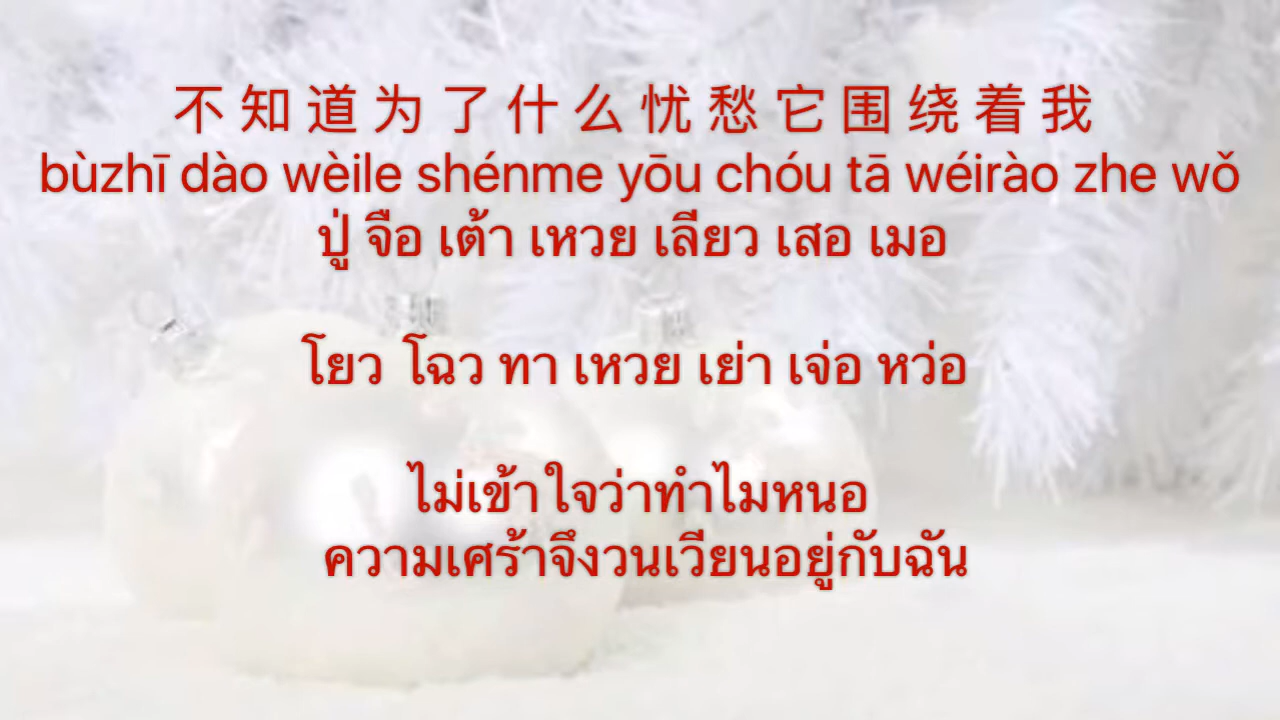 不知道为了什么忧愁它围绕着我
bùzhī dào wèile shénme yōu chóu tā wéirào zhe wǒ
ปู่ จือ เต้า เหวย เลียว เสอ เมอ
โยว โฉว ทา เหวย เย่า เจ่อ หว่อ
ไม่เข้าใจว่าทำไมหนอ
ความเศร้าจึงวนเวียนอยู่กับฉัน